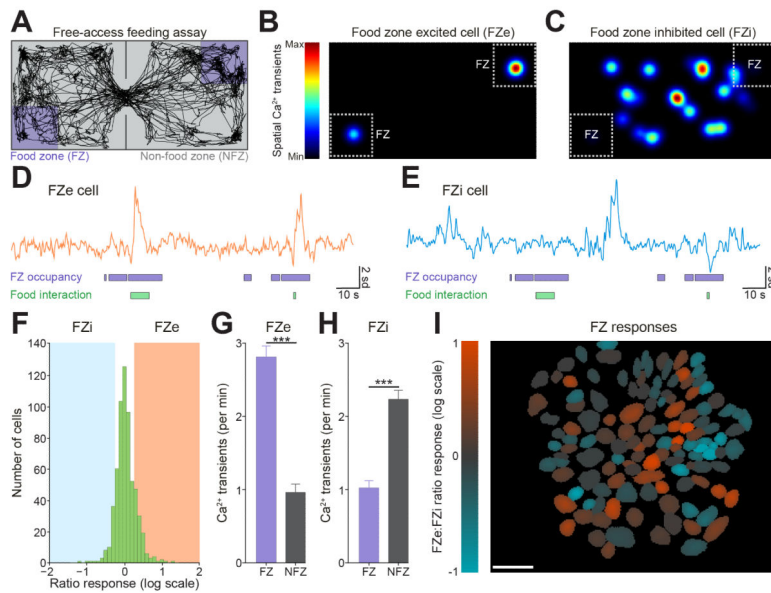 A
Free-access feeding assay
Food zone (FZ)
Non-food zone (NFZ)
B
Food zone excited cell (FZe)
Max
Spatial Ca²⁺ transients
Min
FZ
FZ
C
Food zone inhibited cell (FZi)
FZ
FZ
D
FZe cell
FZ occupancy
Food interaction
2 sd
10 s
E
FZi cell
FZ occupancy
Food interaction
2 sd
10 s
F
FZi
FZe
Number of cells
140
120
100
80
60
40
20
0
-2
-1
0
1
2
Ratio response (log scale)
G
FZe
***
Ca²⁺ transients (per min)
3
2
1
0
FZ
NFZ
H
FZi
***
Ca²⁺ transients (per min)
3
2
1
0
FZ
NFZ
I
FZ responses
FZe:FZi ratio response (log scale)
1
0
-1